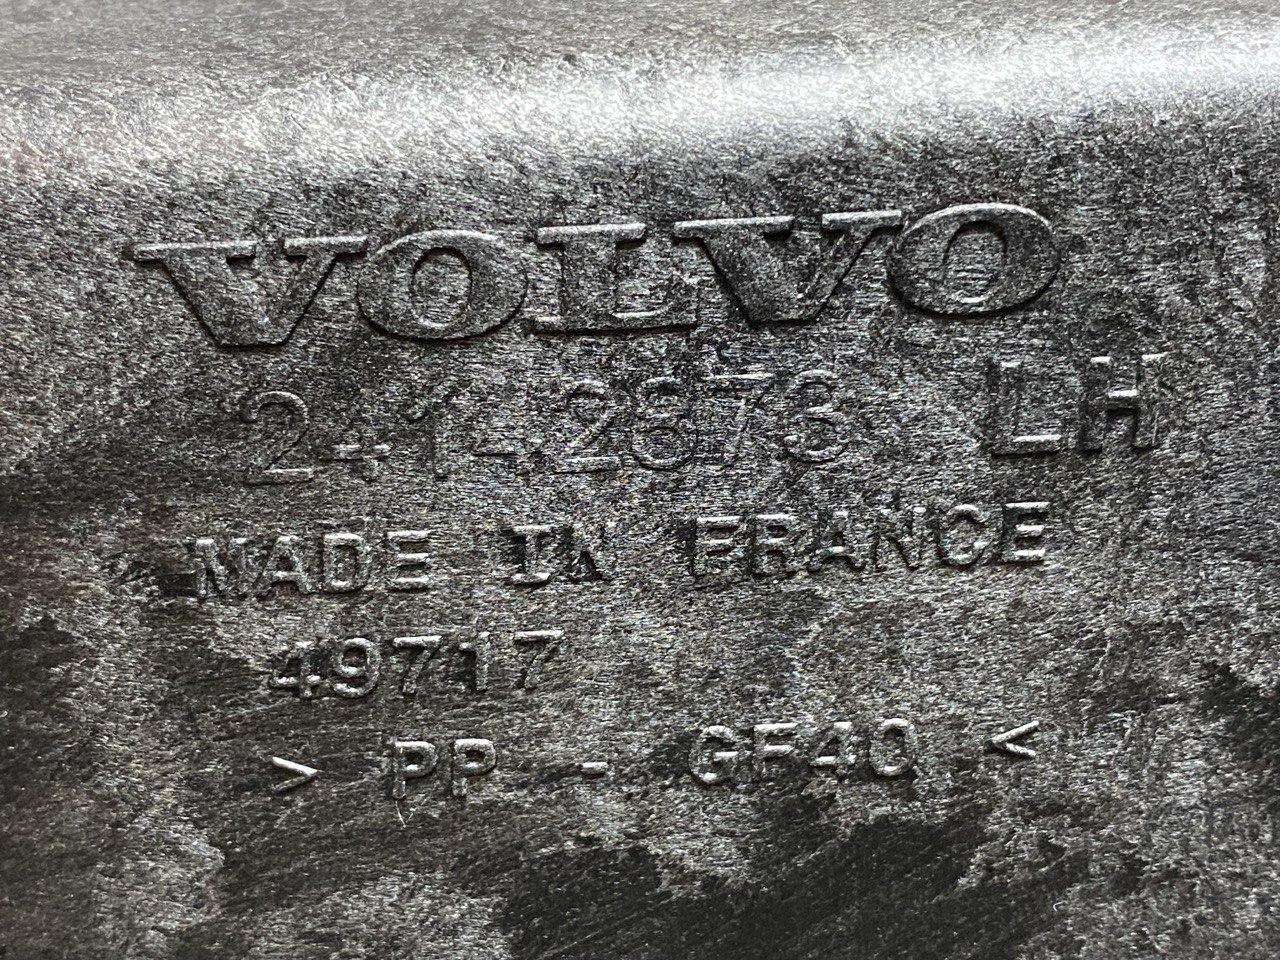 VOLVO
LH
MADE IN FRANCE
49717
> PP - GF40 <